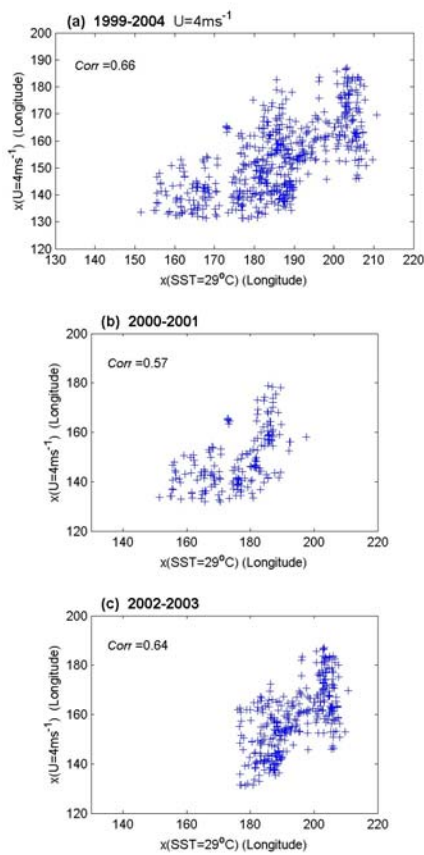 (a) 1999-2004 U=4ms⁻¹
Corr =0.66
200
190
180
170
160
150
140
130
120
x(U=4ms⁻¹) (Longitude)
130 140 150 160 170 180 190 200 210 220
x(SST=29°C) (Longitude)
(b) 2000-2001
Corr =0.57
200
180
160
140
120
x(U=4ms⁻¹) (Longitude)
140 160 180 200 220
x(SST=29°C) (Longitude)
(c) 2002-2003
Corr =0.64
200
180
160
140
120
x(U=4ms⁻¹) (Longitude)
140 160 180 200 220
x(SST=29°C) (Longitude)